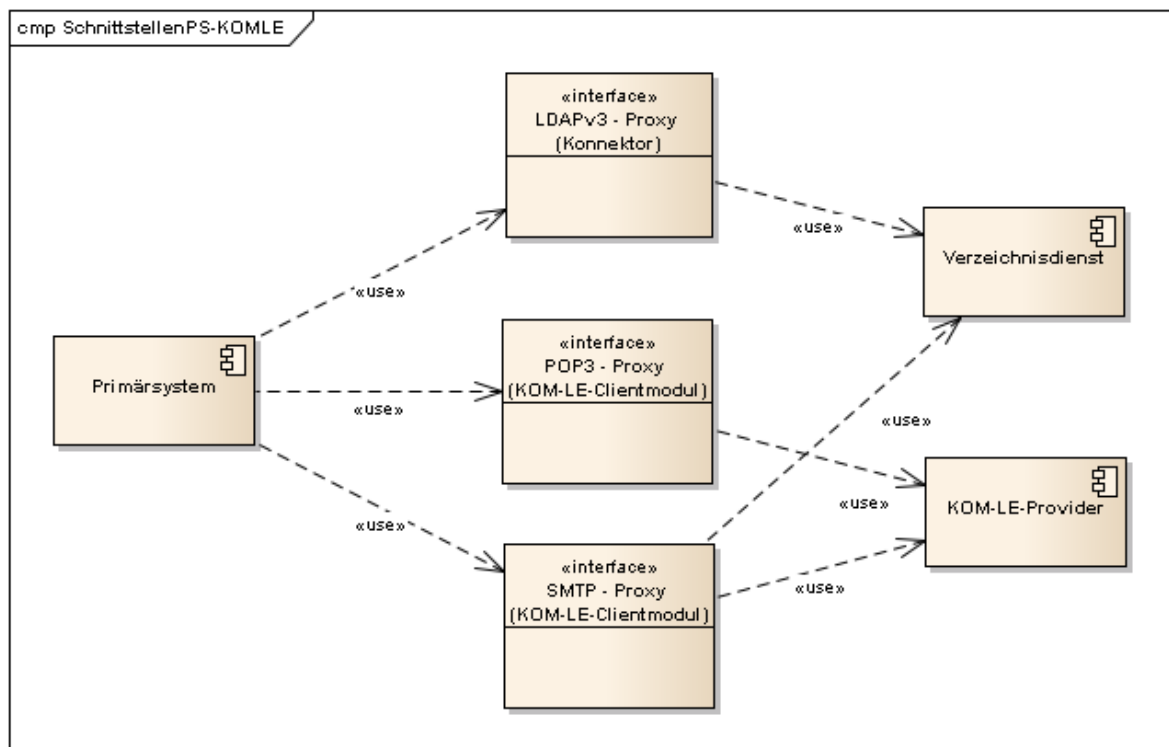 cmp SchnittstellenPS-KOMLE
«interface»
LDAPv3 - Proxy
(Konnektor)
«use»
Verzeichnisdienst
«use»
«interface»
POP3 - Proxy
(KOM-LE-Clientmodul)
Primärsystem
«use»
«use»
«use»
KOM-LE-Provider
«use»
«interface»
SMTP - Proxy
(KOM-LE-Clientmodul)
«use»